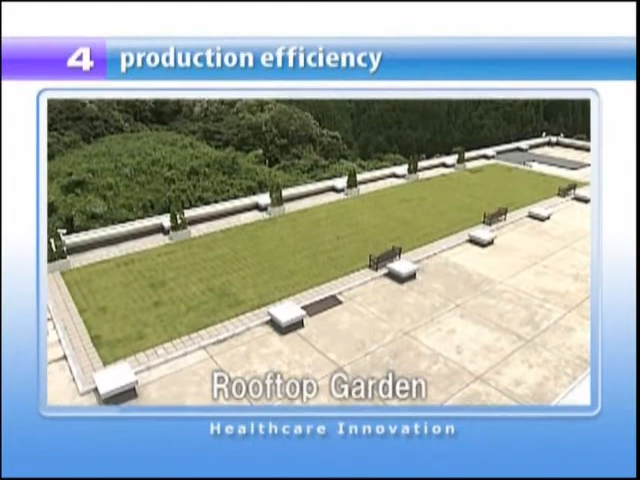 4 production efficiency
Rooftop Garden
Healthcare Innovation